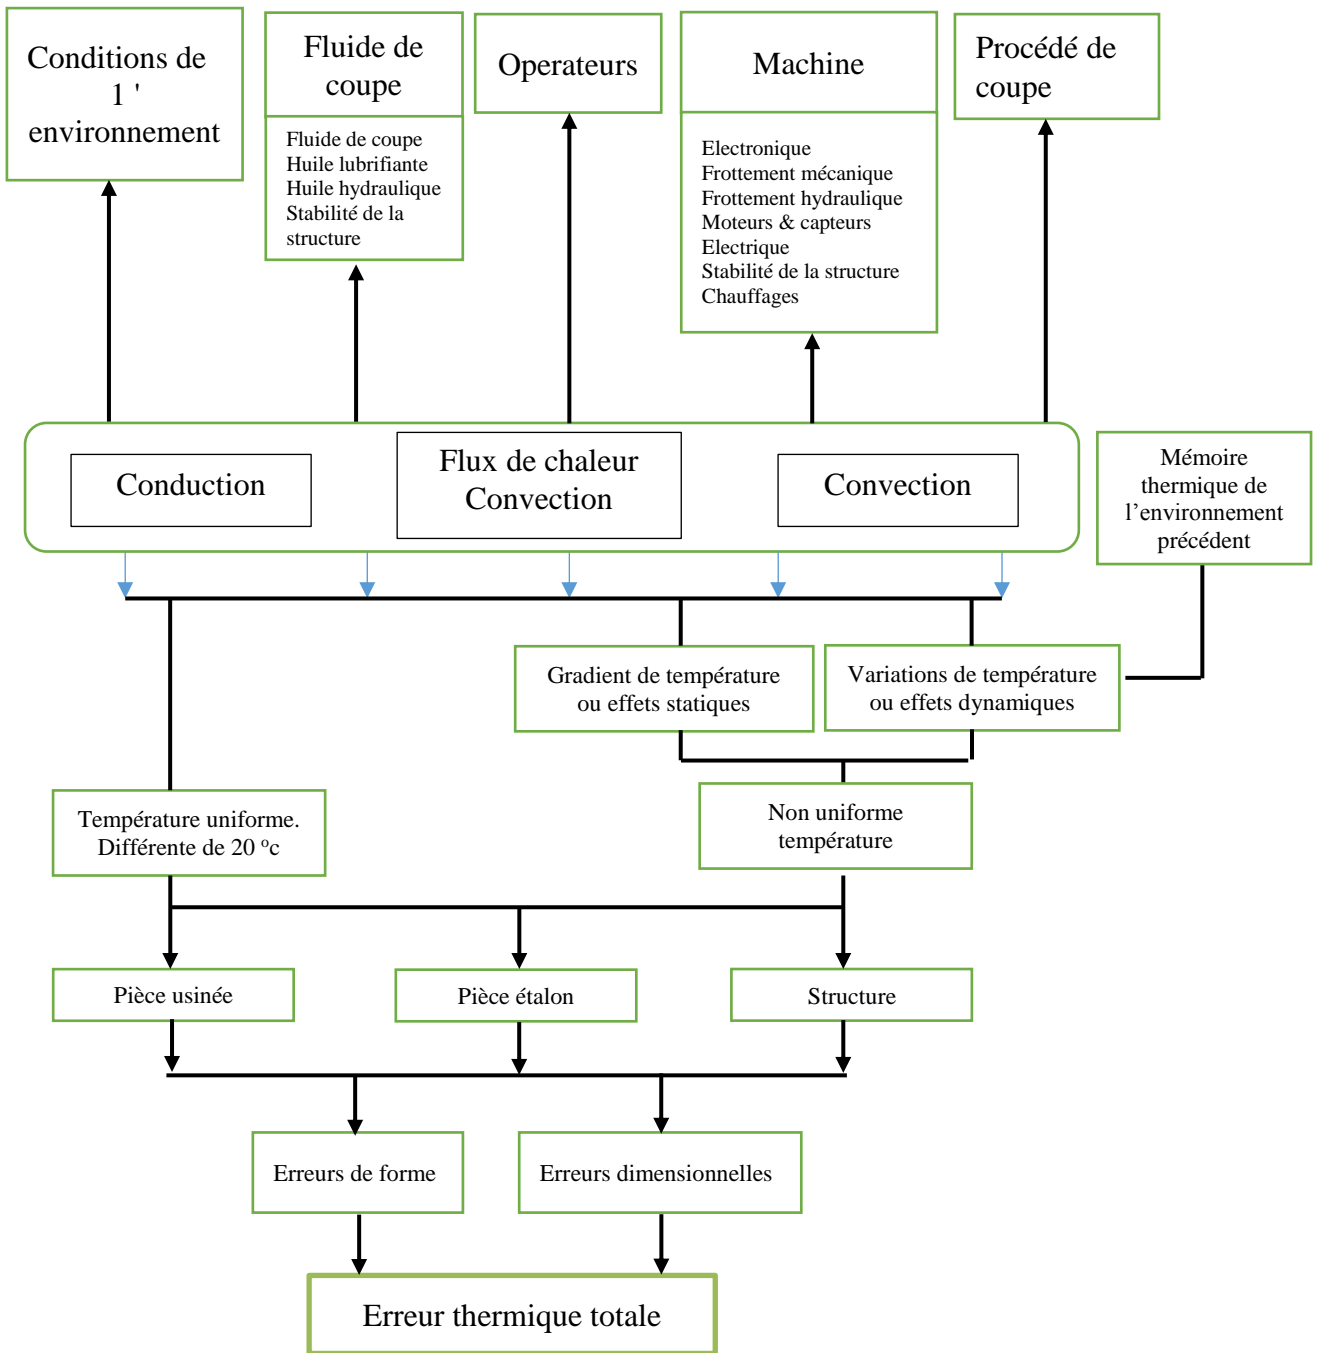 Conditions de
1 '
environnement
Fluide de
coupe
Fluide de coupe
Huile lubrifiante
Huile hydraulique
Stabilité de la
structure
Operateurs
Machine
Electronique
Frottement mécanique
Frottement hydraulique
Moteurs & capteurs
Electrique
Stabilité de la structure
Chauffages
Procédé de
coupe
Conduction
Flux de chaleur
Convection
Convection
Mémoire
thermique de
l’environnement
précédent
Gradient de température
ou effets statiques
Variations de température
ou effets dynamiques
Température uniforme.
Différente de 20 ºc
Non uniforme
température
Pièce usinée
Pièce étalon
Structure
Erreurs de forme
Erreurs dimensionnelles
Erreur thermique totale